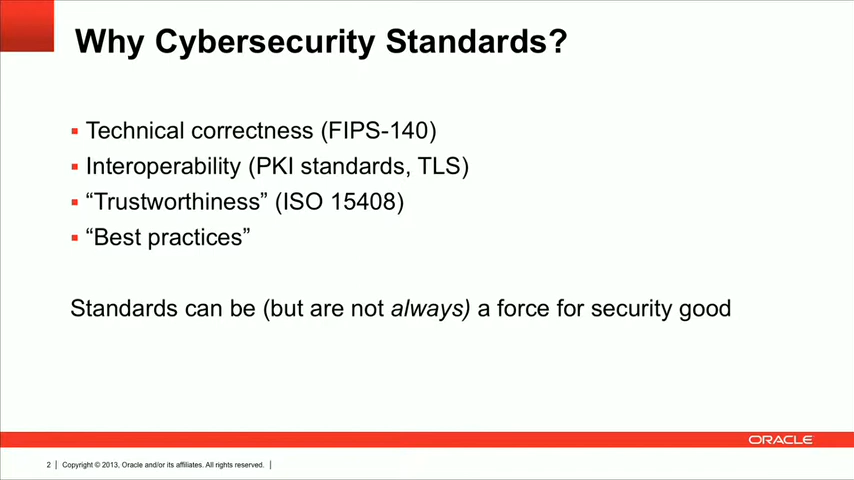 Why Cybersecurity Standards?
▪ Technical correctness (FIPS-140)
▪ Interoperability (PKI standards, TLS)
▪ “Trustworthiness” (ISO 15408)
▪ “Best practices”
Standards can be (but are not always) a force for security good
ORACLE
2 | Copyright © 2013, Oracle and/or its affiliates. All rights reserved. |